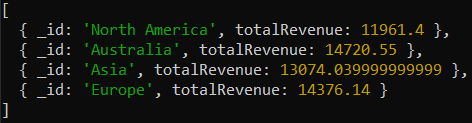 [
  { _id: 'North America', totalRevenue: 11961.4 },
  { _id: 'Australia', totalRevenue: 14720.55 },
  { _id: 'Asia', totalRevenue: 13074.039999999999 },
  { _id: 'Europe', totalRevenue: 14376.14 }
]